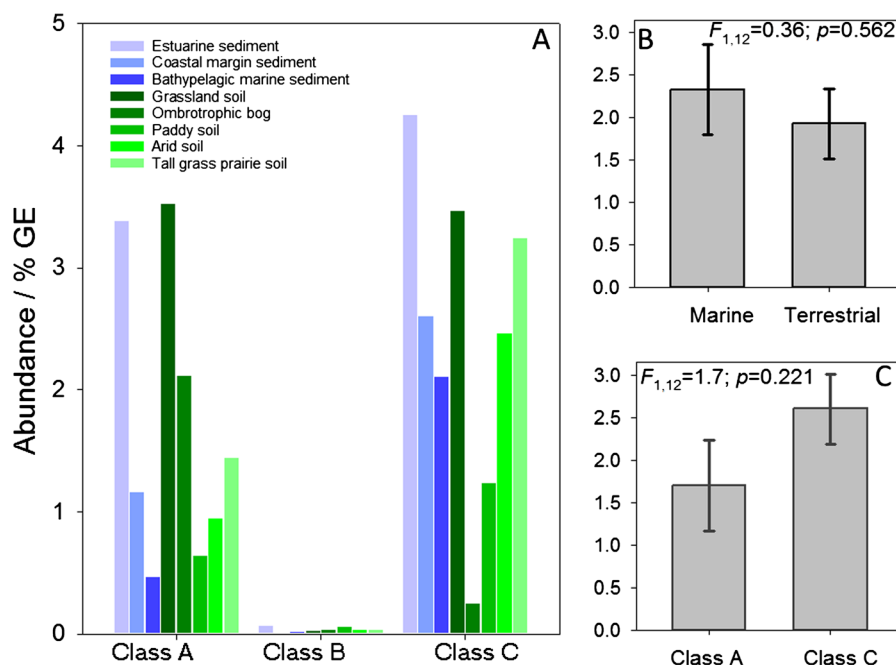 Abundance / % GE
5
4
3
2
1
0
A
Estuarine sediment
Coastal margin sediment
Bathypelagic marine sediment
Grassland soil
Ombrotrophic bog
Paddy soil
Arid soil
Tall grass prairie soil
Class A Class B Class C
B
F1,12=0.36; p=0.562
3.0
2.5
2.0
1.5
1.0
0.5
0.0
Marine Terrestrial
F1,12=1.7; p=0.221
C
3.0
2.5
2.0
1.5
1.0
0.5
0.0
Class A Class C